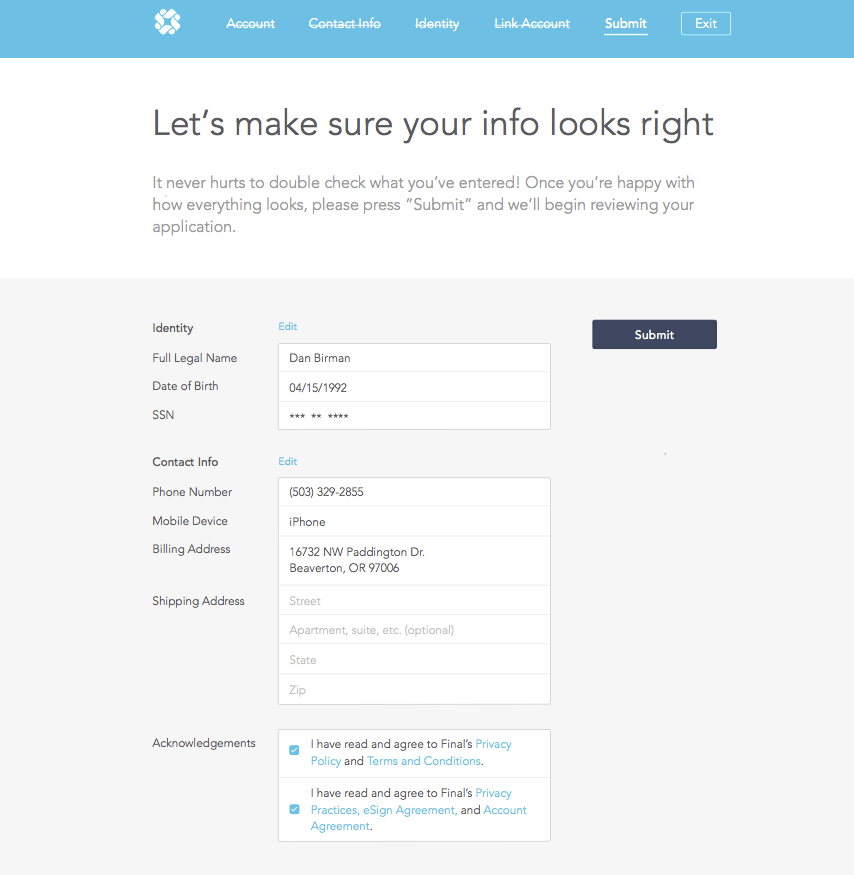 Account Contact Info Identity Link Account Submit Exit
Let's make sure your info looks right
It never hurts to double check what you've entered! Once you're happy with
how everything looks, please press “Submit” and we'll begin reviewing your
application.
Identity Edit
Submit
Full Legal Name Dan Birman
Date of Birth 04/15/1992
SSN *** ** ****
Contact Info Edit
Phone Number (503) 329-2855
Mobile Device iPhone
Billing Address 16732 NW Paddington Dr.
Beaverton, OR 97006
Shipping Address Street
Apartment, suite, etc. (optional)
State
Zip
Acknowledgements I have read and agree to Final's Privacy
Policy and Terms and Conditions.
I have read and agree to Final's Privacy
Practices, eSign Agreement, and Account
Agreement.